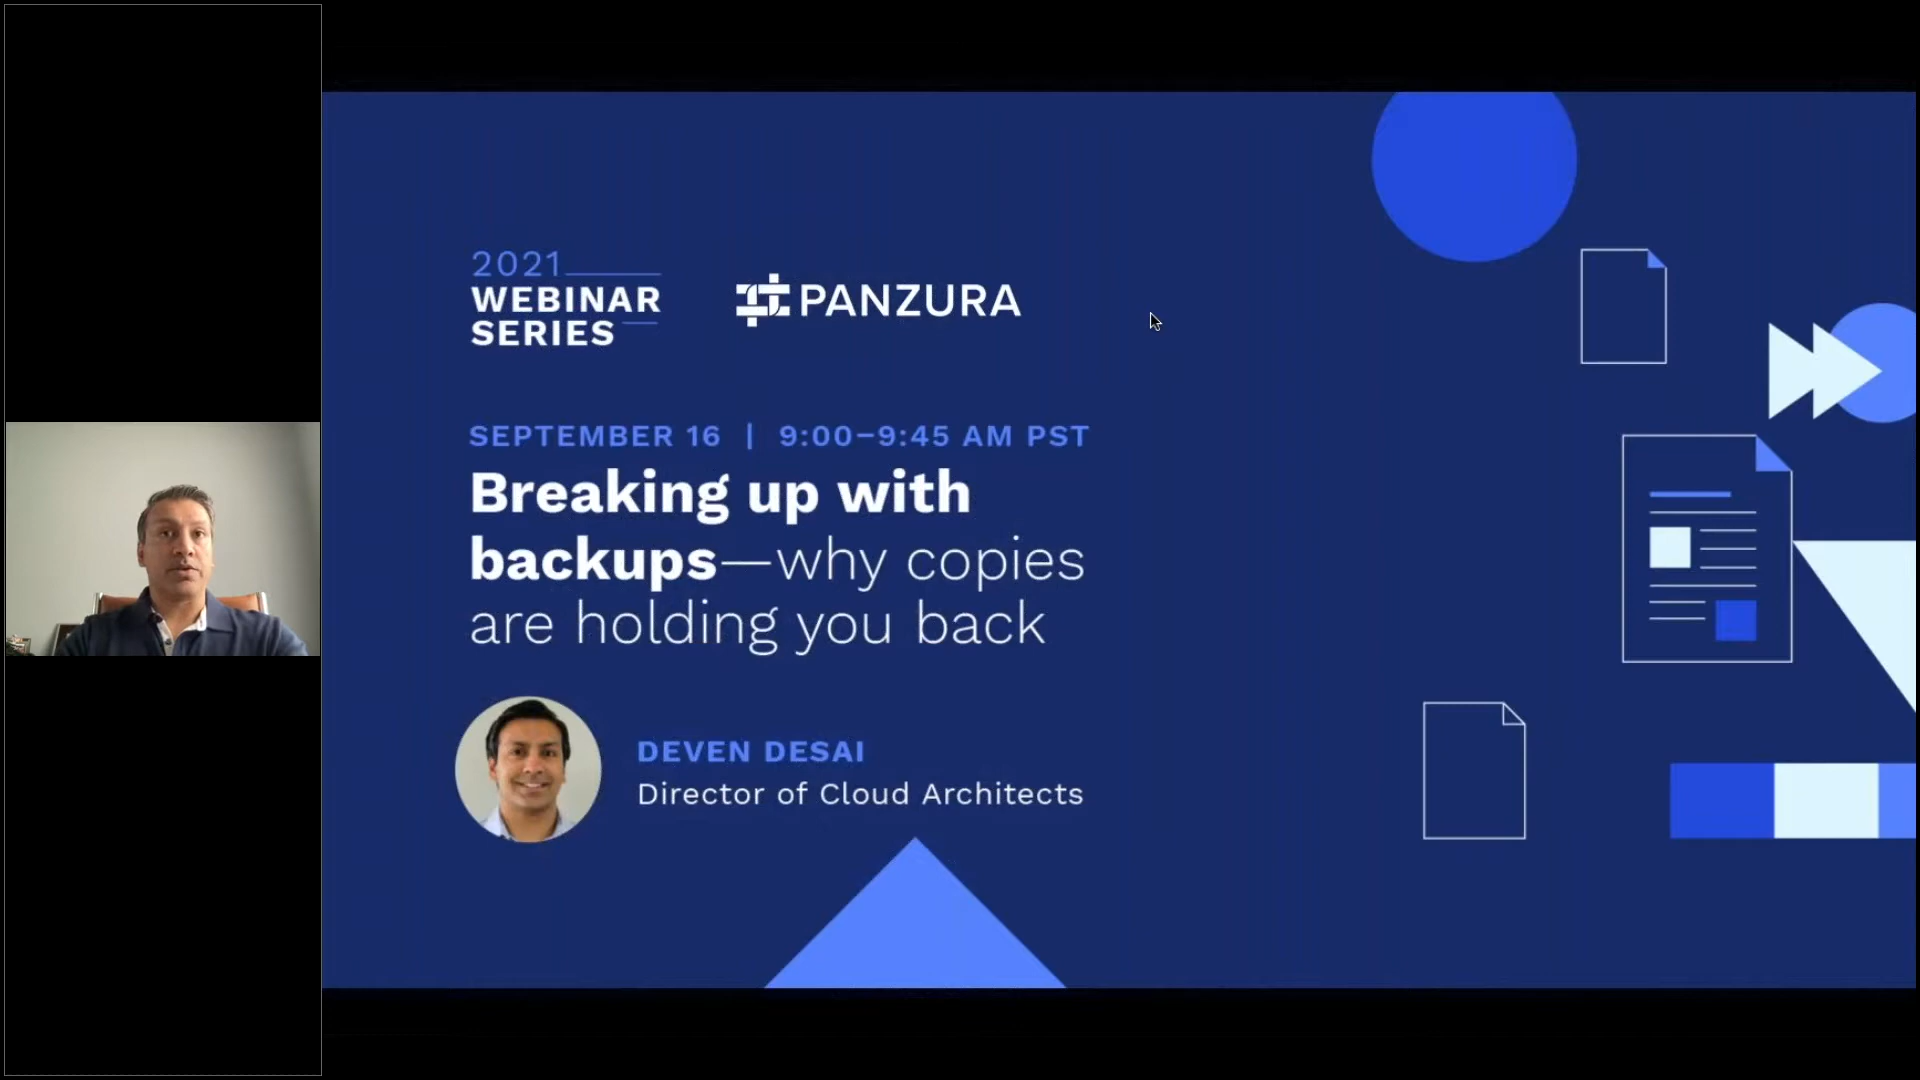 2021
WEBINAR
SERIES
PANZURA
SEPTEMBER 16 | 9:00–9:45 AM PST
Breaking up with
backups—why copies
are holding you back
DEVEN DESAI
Director of Cloud Architects